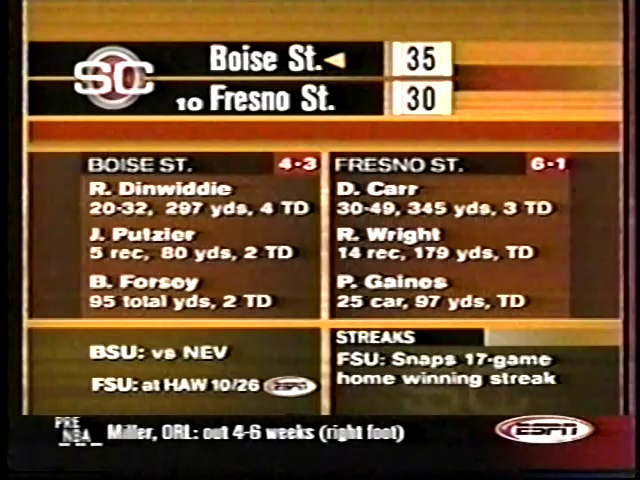 SC
Boise St. 35
10 Fresno St. 30
BOISE ST. 4-3
R. Dinwiddie
20-32, 297 yds, 4 TD
J. Putzier
5 rec, 80 yds, 2 TD
B. Forsey
95 total yds, 2 TD
FRESNO ST. 6-1
D. Carr
30-49, 345 yds, 3 TD
R. Wright
14 rec, 179 yds, TD
P. Gaines
25 car, 97 yds, TD
BSU: vs NEV
FSU: at HAW 10/26 ESPN
STREAKS
FSU: Snaps 17-game
home winning streak
PRE
NBA
Miller, ORL: out 4-6 weeks (right foot)
ESPN